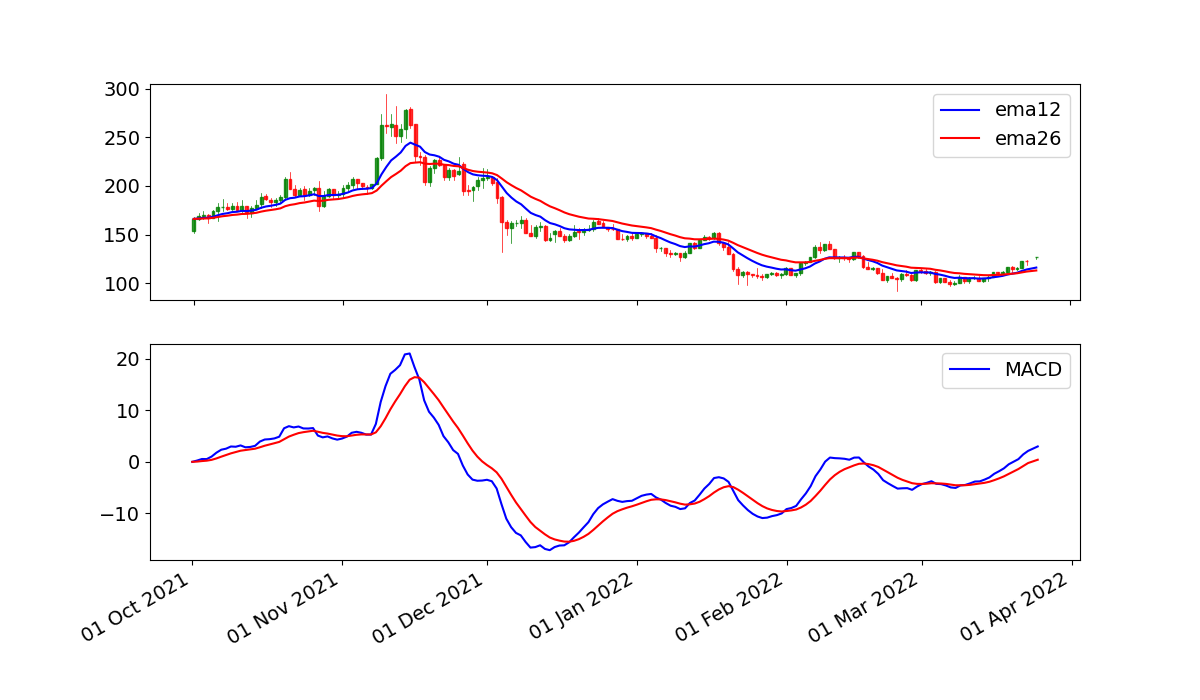 300
250
200
150
100
ema12
ema26
20
10
0
−10
MACD
01 Oct 2021
01 Nov 2021
01 Dec 2021
01 Jan 2022
01 Feb 2022
01 Mar 2022
01 Apr 2022